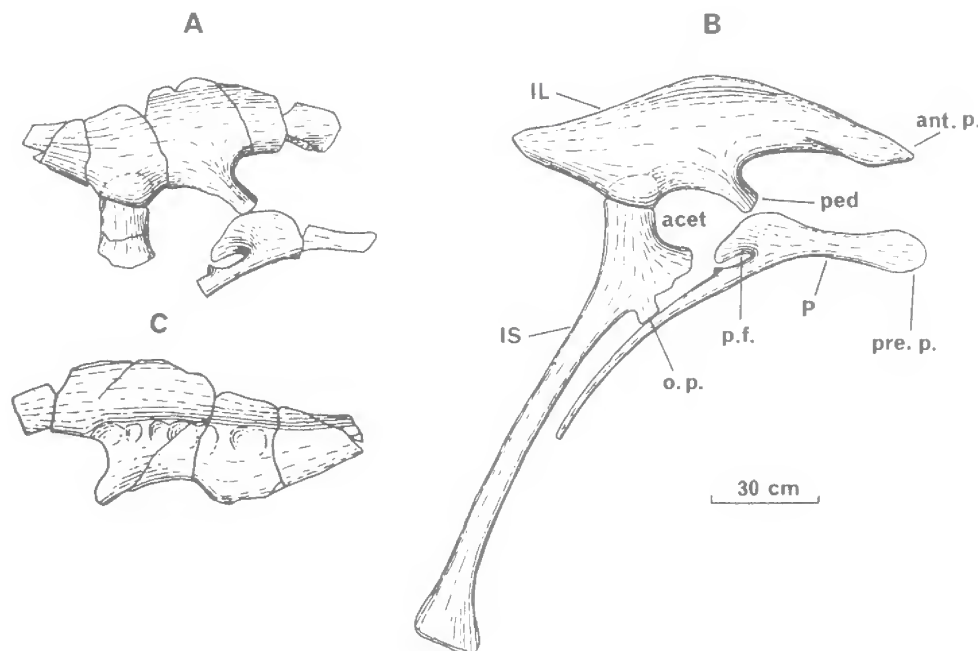 A
B
IL
ant. p.
ped
acet
C
IS
p.f.
P
pre. p.
o.p.
30 cm